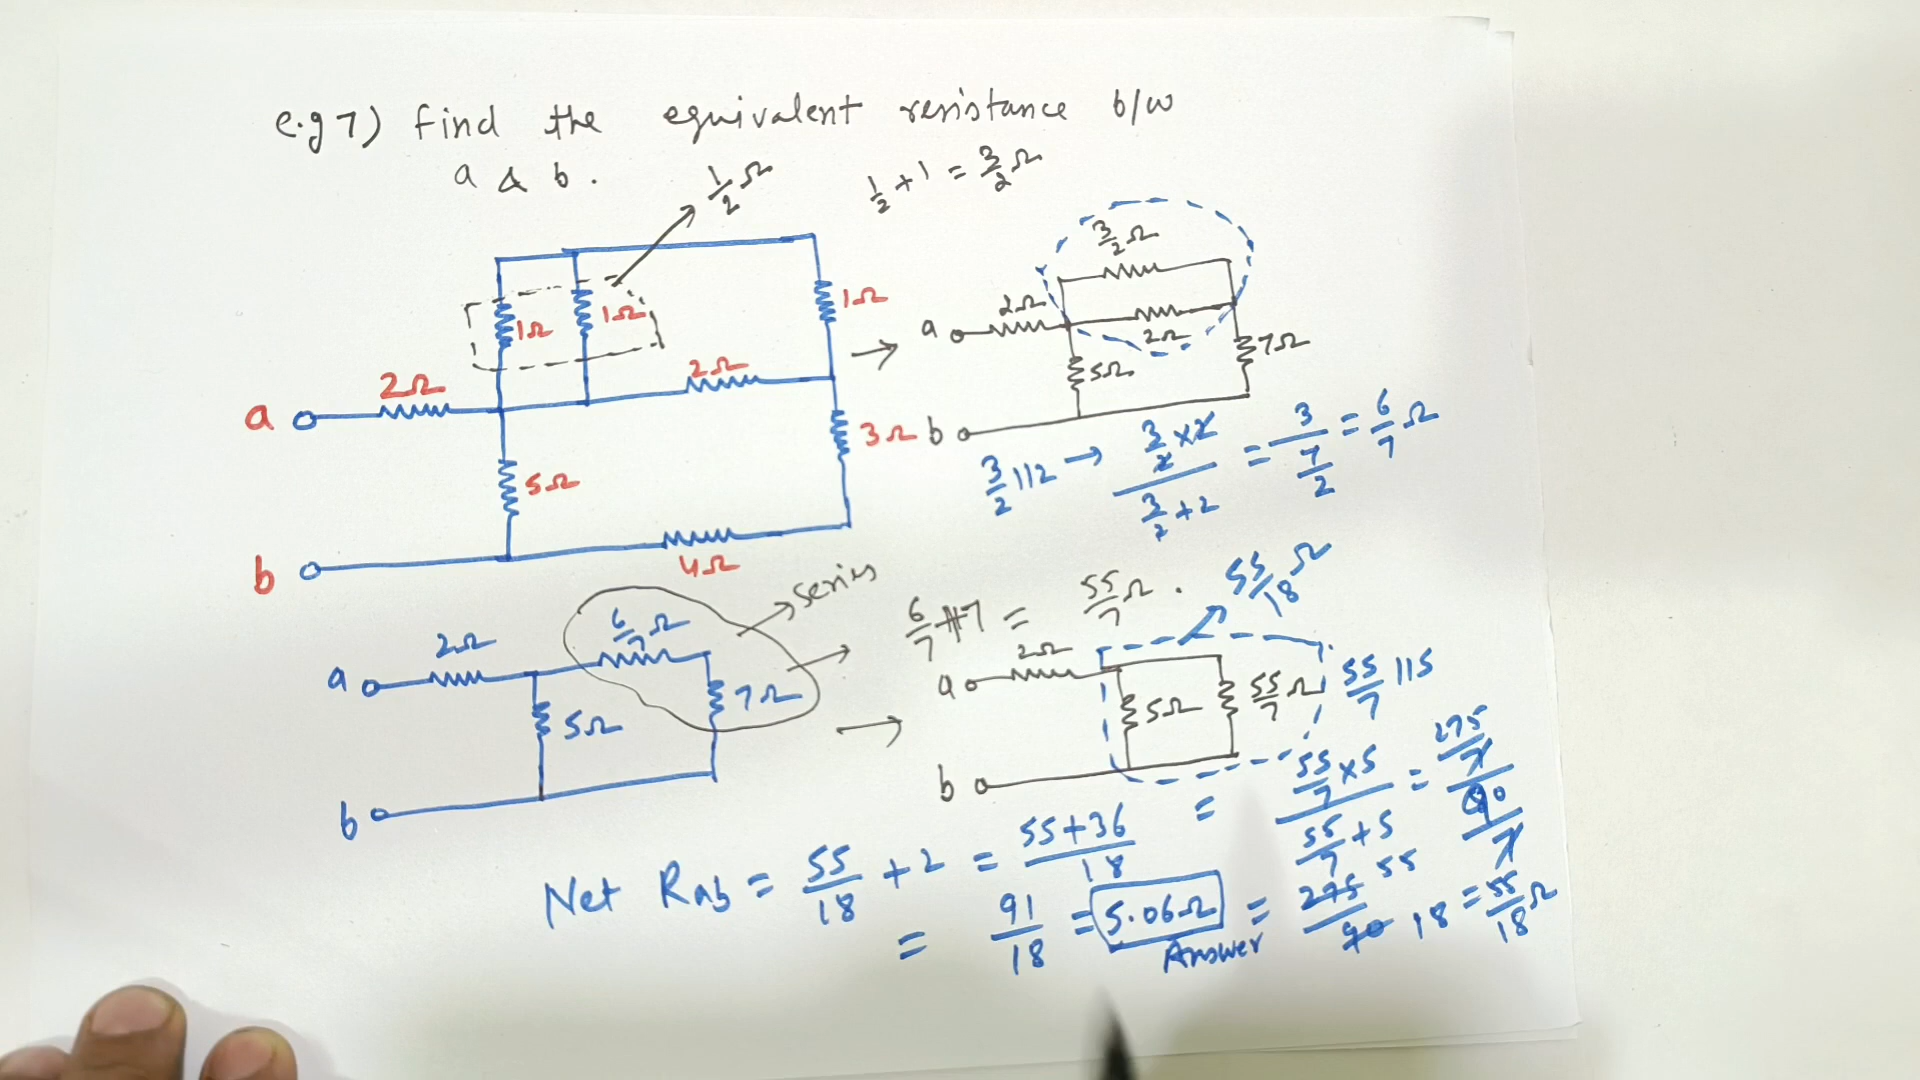 e.g 7) find the equivalent resistance b/w
a & b.
1/2 Ω
1/2 + 1 = 3/2 Ω
1Ω
1Ω
1Ω
2Ω
2Ω
a
3Ω
5Ω
b
4Ω
3/2 Ω
2Ω
a
2Ω
5Ω
7Ω
b
3/2 || 2 → (3/2 × 2)/(3/2 + 2) = 3/(7/2) = 6/7 Ω
series
6/7 Ω
2Ω
a
5Ω
7Ω
b
6/7 + 7 = 55/7 Ω.
55/18 Ω
2Ω
a
5Ω
55/7 Ω
b
55/7 || 5
= (55/7 × 5)/(55/7 + 5) = (275/7)/(90/7)
= 275/90 55 18 = 55/18 Ω
Net Rab = 55/18 + 2 = (55+36)/18
= 91/18 = 5.06Ω
Answer